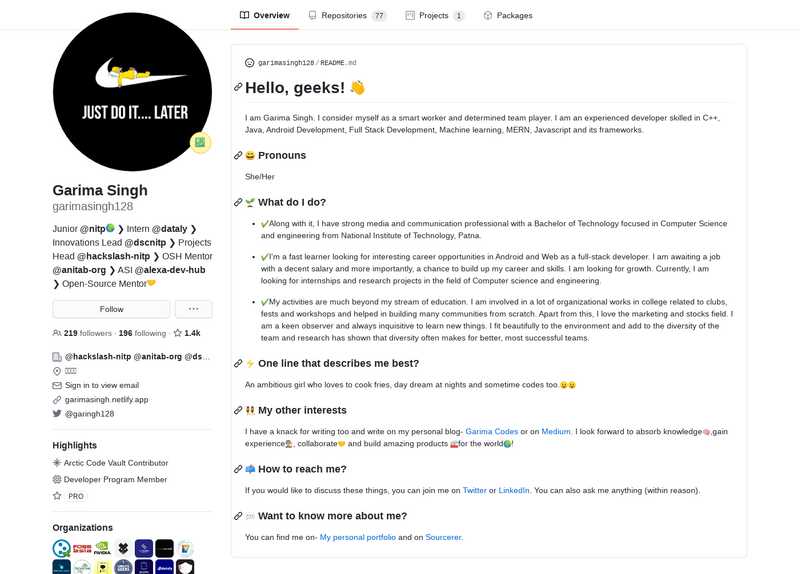 Overview Repositories 77 Projects 1 Packages
JUST DO IT.... LATER
Garima Singh
garimasingh128
Junior @nitp ❯ Intern @dataly ❯
Innovations Lead @dscnitp ❯ Projects
Head @hackslash-nitp ❯ OSH Mentor
@anitab-org ❯ ASI @alexa-dev-hub
❯ Open-Source Mentor
Follow
219 followers · 196 following · 1.4k
@hackslash-nitp @anitab-org @ds...
Sign in to view email
garimasingh.netlify.app
@garingh128
Highlights
Arctic Code Vault Contributor
Developer Program Member
PRO
Organizations
NVIDIA
garimasingh128 / README.md
Hello, geeks! 👋
I am Garima Singh. I consider myself as a smart worker and determined team player. I am an experienced developer skilled in C++,
Java, Android Development, Full Stack Development, Machine learning, MERN, Javascript and its frameworks.
😄 Pronouns
She/Her
🌱 What do I do?
• ✅Along with it, I have strong media and communication professional with a Bachelor of Technology focused in Computer Science
and engineering from National Institute of Technology, Patna.
• ✅I'm a fast learner looking for interesting career opportunities in Android and Web as a full-stack developer. I am awaiting a job
with a decent salary and more importantly, a chance to build up my career and skills. I am looking for growth. Currently, I am
looking for internships and research projects in the field of Computer science and engineering.
• ✅My activities are much beyond my stream of education. I am involved in a lot of organizational works in college related to clubs,
fests and workshops and helped in building many communities from scratch. Apart from this, I love the marketing and stocks field. I
am a keen observer and always inquisitive to learn new things. I fit beautifully to the environment and add to the diversity of the
team and research has shown that diversity often makes for better, most successful teams.
⚡ One line that describes me best?
An ambitious girl who loves to cook fries, day dream at nights and sometime codes too.😛😛
👯 My other interests
I have a knack for writing too and write on my personal blog- Garima Codes or on Medium. I look forward to absorb knowledge🧠,gain
experience, collaborate🤝 and build amazing products for the world🌍!
📫 How to reach me?
If you would like to discuss these things, you can join me on Twitter or LinkedIn. You can also ask me anything (within reason).
Want to know more about me?
You can find me on- My personal portfolio and on Sourcerer.